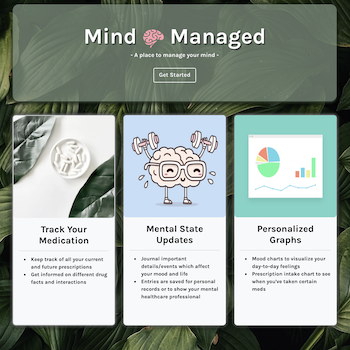 Mind Managed
- A place to manage your mind -
Get Started
Track Your
Medication
Keep track of all your current
and future prescriptions
Get informed on different drug
facts and interactions
Mental State
Updates
Journal important
details/events which affect
your mood and life
Entries are saved for personal
records or to show your mental
healthcare professional
Personalized
Graphs
Mood charts to visualize your
day-to-day feelings
Prescription intake chart to see
when you've taken certain
meds